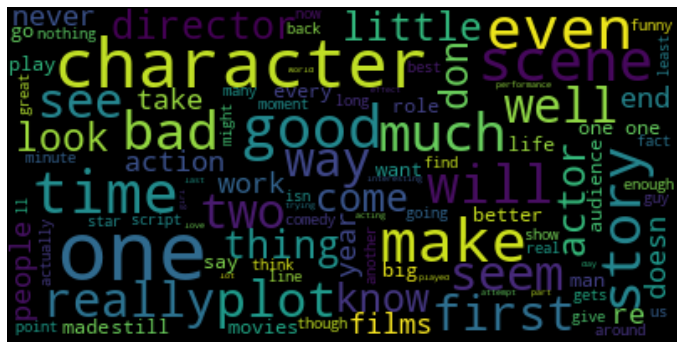 never
director
little
even
now
go
nothing
back
funny
character
don
scene
play
many
every
best
world
least
performance
great
see
take
moment
long
role
well
end
might
look
bad
good
much
life
one one
fact
minute
action
way
want
find
actor
audience
isn
time
work
come
will
story
enough
ll
star
script
two
comedy
going
better
guy
people
actually
girl
last
trying
love
interesting
acting
show
real
man
day
doesn
one
thing
year
another
make
say
think
line
big
played
seem
gets
really
plot
lot
know
attempt
part
first
give
re
us
point
made
still
movies
though
films
around
effect